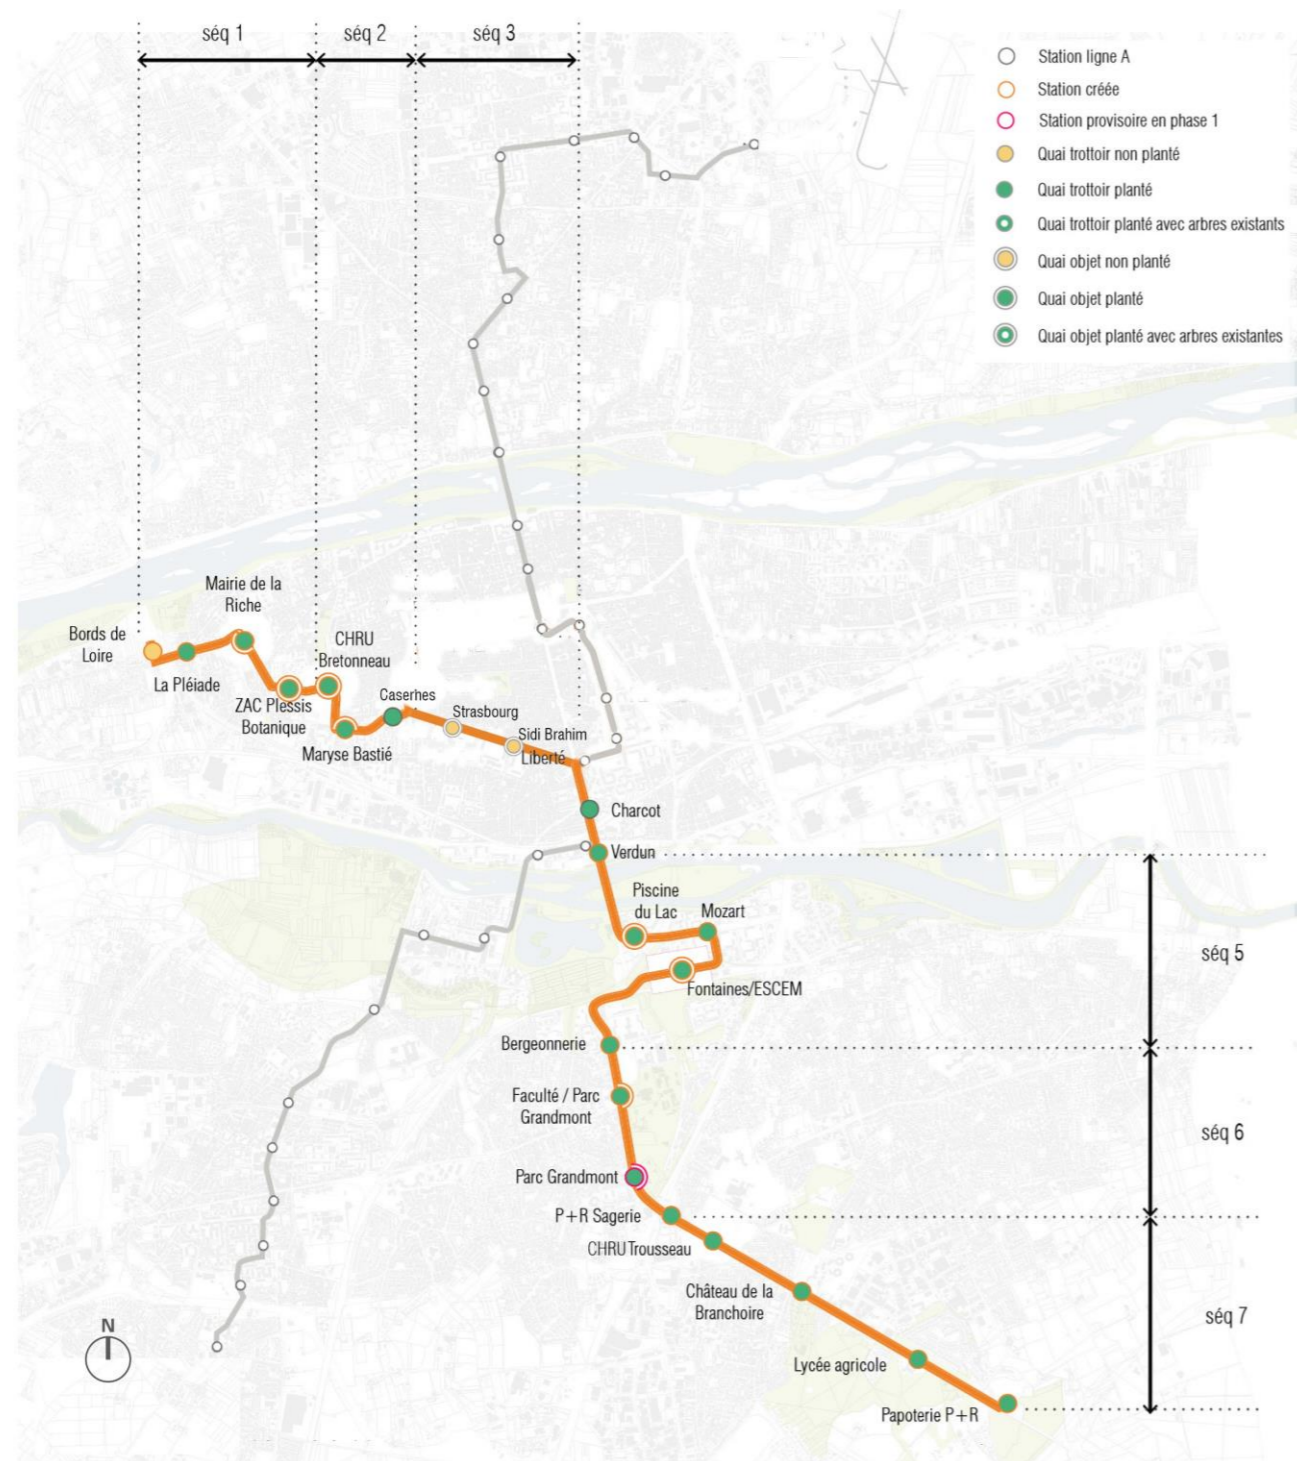 séq 1
séq 2
séq 3
Station ligne A
Station créée
Station provisoire en phase 1
Quai trottoir non planté
Quai trottoir planté
Quai trottoir planté avec arbres existants
Quai objet non planté
Quai objet planté
Quai objet planté avec arbres existantes
Mairie de la
Riche
Bords de
Loire
La Pléiade
CHRU
Bretonneau
ZAC Plessis
Botanique
Maryse Bastié
Caserhes
Strasbourg
Sidi Brahim
Liberté
Charcot
Verdun
Piscine
du Lac
Mozart
Fontaines/ESCEM
séq 5
Bergeonnerie
Faculté / Parc
Grandmont
séq 6
Parc Grandmont
P+R Sagerie
CHRU Trousseau
Château de la
Branchoire
séq 7
Lycée agricole
Papoterie P+R
N